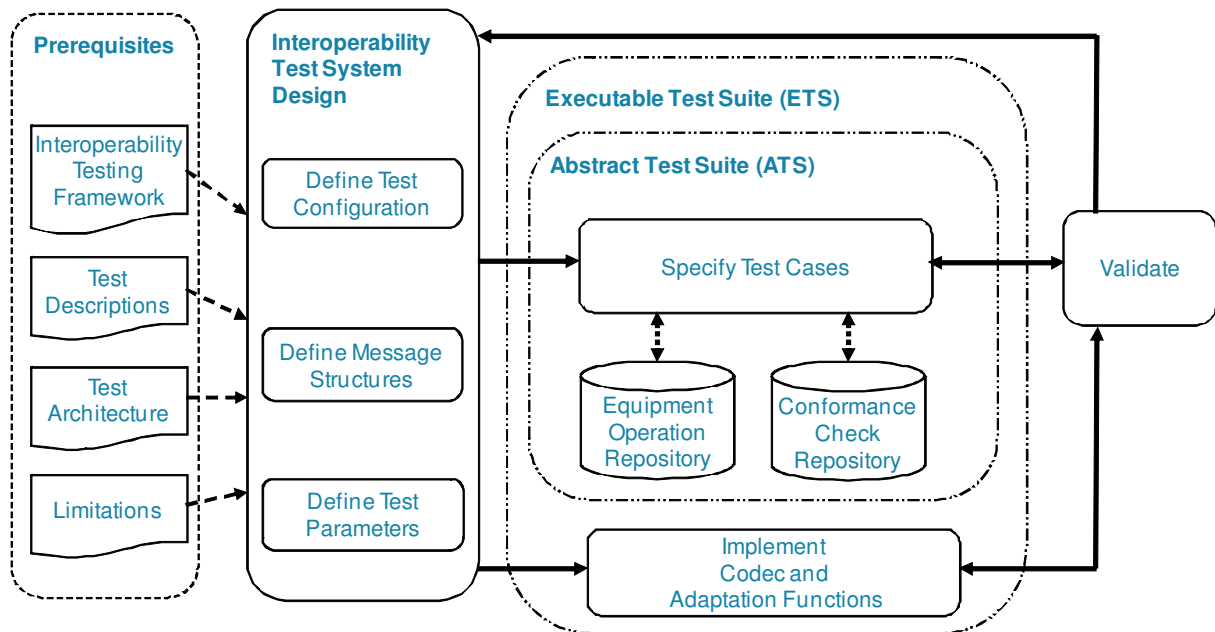 Prerequisites
Interoperability
Testing
Framework
Test
Descriptions
Test
Architecture
Limitations
Interoperability
Test System
Design
Define Test
Configuration
Define Message
Structures
Define Test
Parameters
Executable Test Suite (ETS)
Abstract Test Suite (ATS)
Specify Test Cases
Equipment
Operation
Repository
Conformance
Check
Repository
Implement
Codec and
Adaptation Functions
Validate